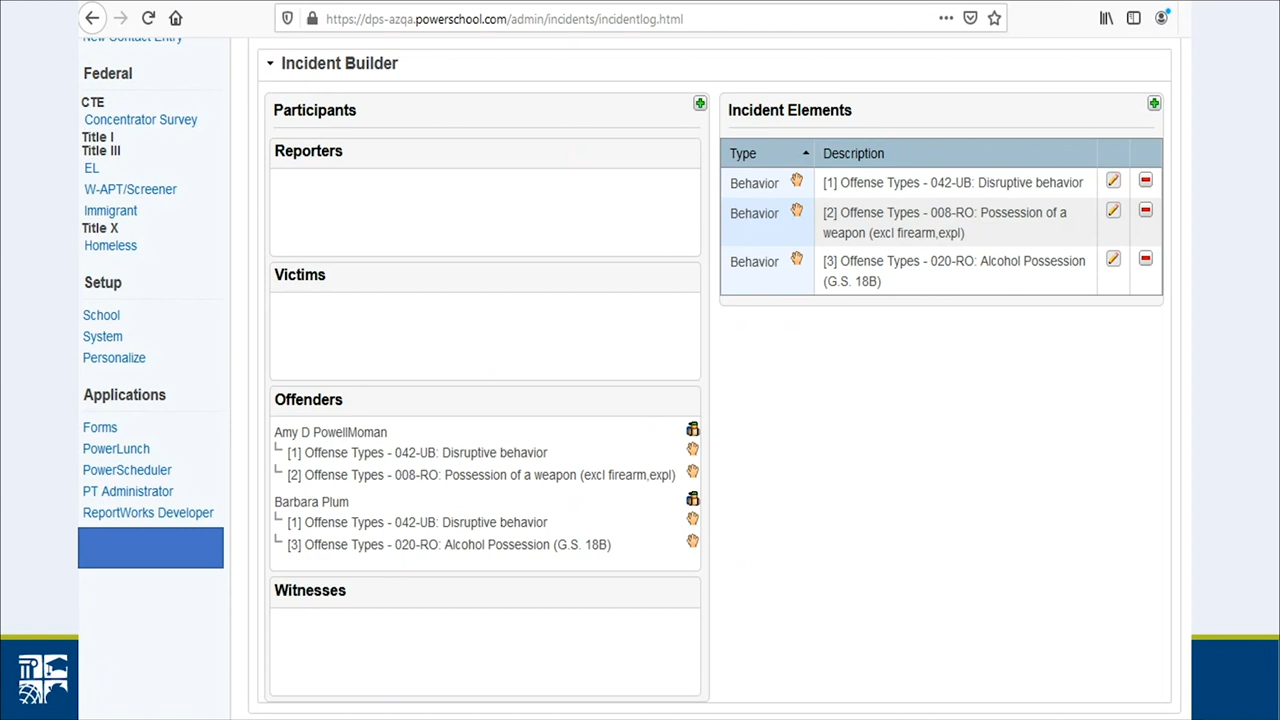 https://dps-azqa.powerschool.com/admin/incidents/incidentlog.html
New Contact Entry
Federal
CTE
Concentrator Survey
Title I
Title III
EL
W-APT/Screener
Immigrant
Title X
Homeless
Setup
School
System
Personalize
Applications
Forms
PowerLunch
PowerScheduler
PT Administrator
ReportWorks Developer
Incident Builder
Participants
Reporters
Victims
Offenders
Amy D PowellMoman
[1] Offense Types - 042-UB: Disruptive behavior
[2] Offense Types - 008-RO: Possession of a weapon (excl firearm,expl)
Barbara Plum
[1] Offense Types - 042-UB: Disruptive behavior
[3] Offense Types - 020-RO: Alcohol Possession (G.S. 18B)
Witnesses
Incident Elements
Type Description
Behavior [1] Offense Types - 042-UB: Disruptive behavior
Behavior [2] Offense Types - 008-RO: Possession of a
weapon (excl firearm,expl)
Behavior [3] Offense Types - 020-RO: Alcohol Possession
(G.S. 18B)